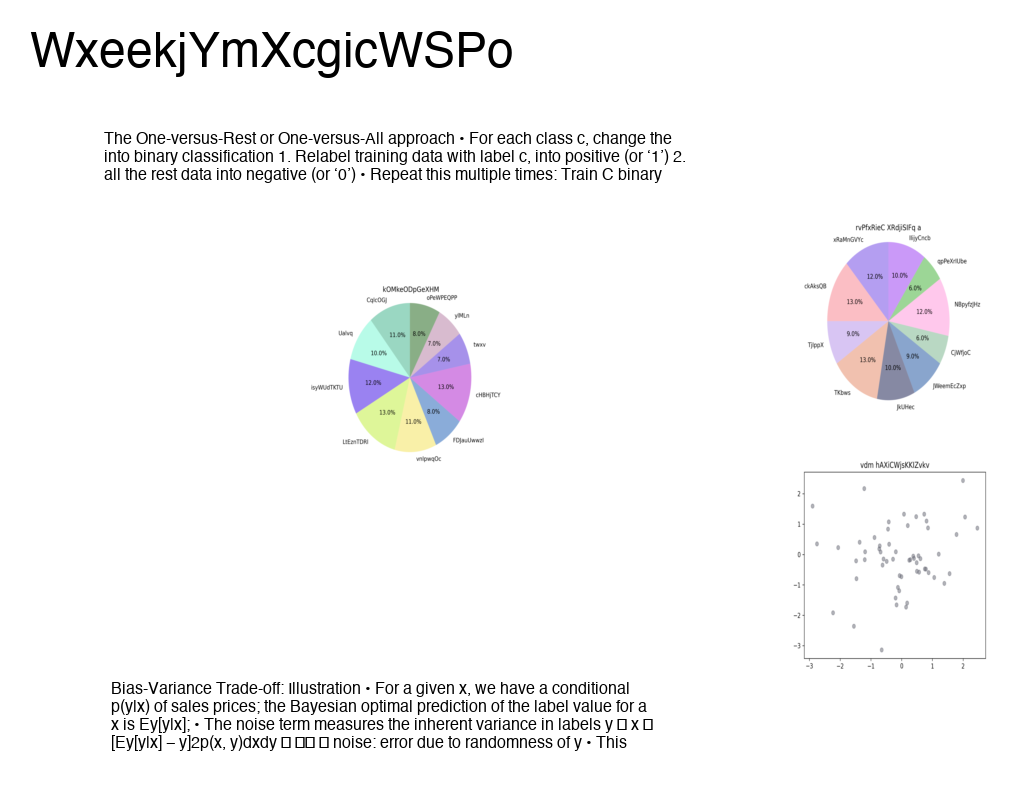 WxeekjYmXcgicWSPo
The One-versus-Rest or One-versus-All approach • For each class c, change the
into binary classification 1. Relabel training data with label c, into positive (or ‘1’) 2.
all the rest data into negative (or ‘0’) • Repeat this multiple times: Train C binary
rvPfxRieC XRdjiSIFq a
xRaMnGVYc
12.0%
10.0%
qpPeXrIUbe
6.0%
ckAksQB
13.0%
12.0%
NBpyfzJHz
TjJppX
9.0%
6.0%
CjWfjoC
TKbws
13.0%
10.0%
9.0%
JWeemEcZxp
JkUHec
kOMkeODpGeXHM
CqicOGJ
oPeWPEQPP
11.0%
8.0%
ylMLn
7.0%
Ualvq
10.0%
7.0%
twxv
isyWUdTKTU
12.0%
13.0%
cHBHjTCY
LtEznTDRI
13.0%
11.0%
8.0%
FDJauUwwzI
vnlpwqOc
vdm hAXiCWjsKKIZvkv
2
1
0
−1
−2
−3
−3 −2 −1 0 1 2
Bias-Variance Trade-off: Illustration • For a given x, we have a conditional
p(y|x) of sales prices; the Bayesian optimal prediction of the label value for a
x is Ey[y|x]; • The noise term measures the inherent variance in labels y □ x □
[Ey[y|x] – y]2p(x, y)dxdy □ □□ □ noise: error due to randomness of y • This